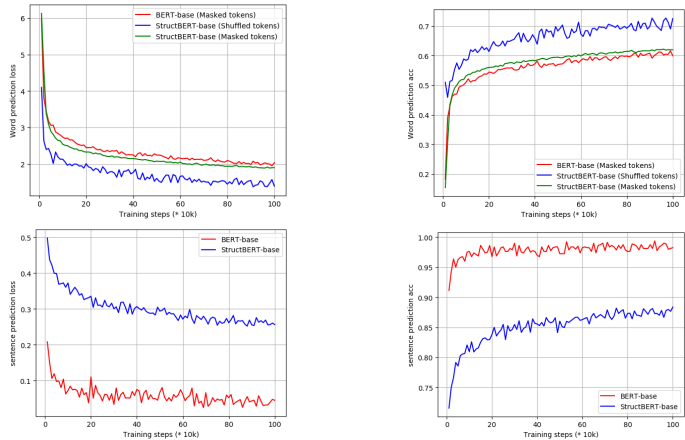 Word prediction loss
6
5
4
3
2
0
20
40
60
80
100
Training steps (* 10k)
BERT-base (Masked tokens)
StructBERT-base (Shuffled tokens)
StructBERT-base (Masked tokens)
Word prediction acc
0.7
0.6
0.5
0.4
0.3
0.2
0
20
40
60
80
100
Training steps (* 10k)
BERT-base (Masked tokens)
StructBERT-base (Shuffled tokens)
StructBERT-base (Masked tokens)
sentence prediction loss
0.5
0.4
0.3
0.2
0.1
0
20
40
60
80
100
Training steps (* 10k)
BERT-base
StructBERT-base
sentence prediction acc
1.00
0.95
0.90
0.85
0.80
0.75
0
20
40
60
80
100
Training steps (* 10k)
BERT-base
StructBERT-base